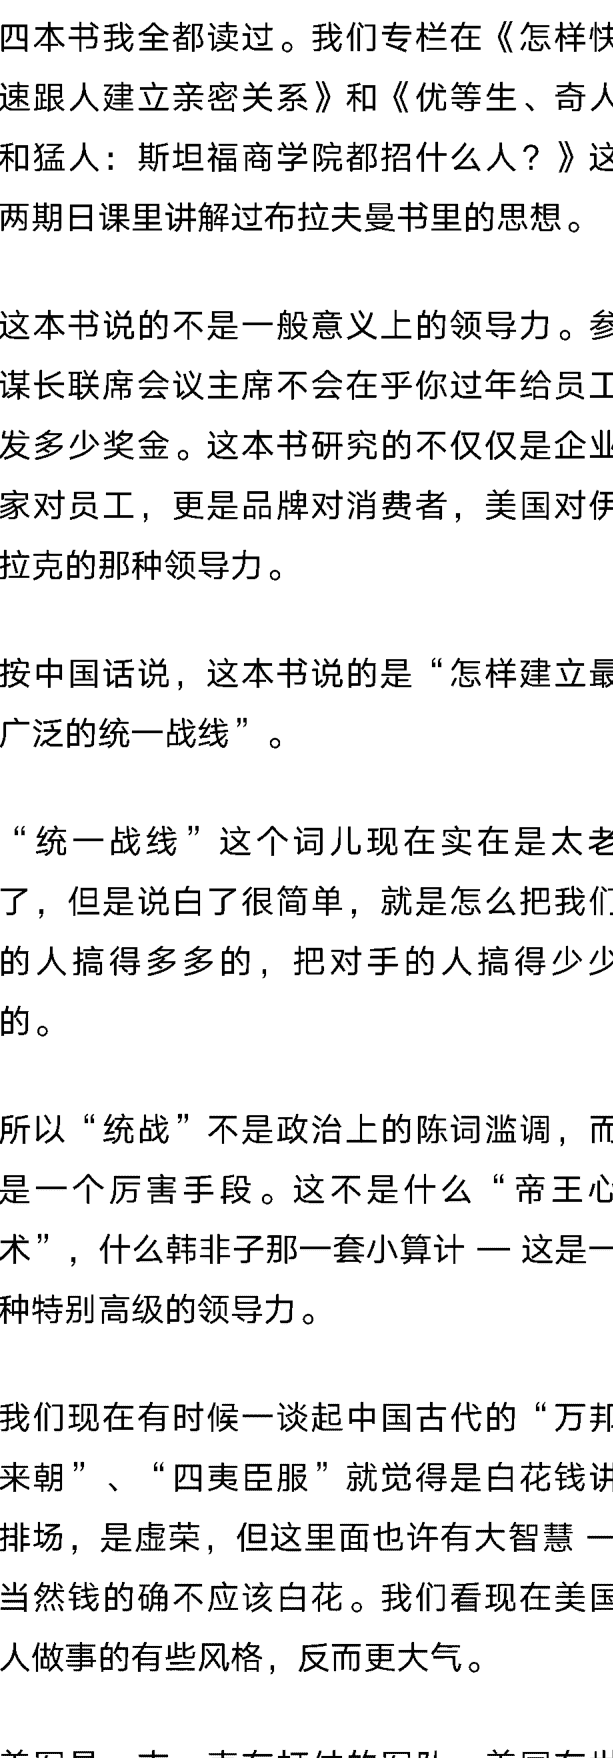 四本书我全都读过。我们专栏在《怎样快
速跟人建立亲密关系》和《优等生、奇人
和猛人：斯坦福商学院都招什么人？》这
两期日课里讲解过布拉夫曼书里的思想。
这本书说的不是一般意义上的领导力。参
谋长联席会议主席不会在乎你过年给员工
发多少奖金。这本书研究的不仅仅是企业
家对员工，更是品牌对消费者，美国对伊
拉克的那种领导力。
按中国话说，这本书说的是“怎样建立最
广泛的统一战线”。
“统一战线”这个词儿现在实在是太老
了，但是说白了很简单，就是怎么把我们
的人搞得多多的，把对手的人搞得少少
的。
所以“统战”不是政治上的陈词滥调，而
是一个厉害手段。这不是什么“帝王心
术”，什么韩非子那一套小算计 — 这是一
种特别高级的领导力。
我们现在有时候一谈起中国古代的“万邦
来朝”、“四夷臣服”就觉得是白花钱讲
排场，是虚荣，但这里面也许有大智慧 —
当然钱的确不应该白花。我们看现在美国
人做事的有些风格，反而更大气。